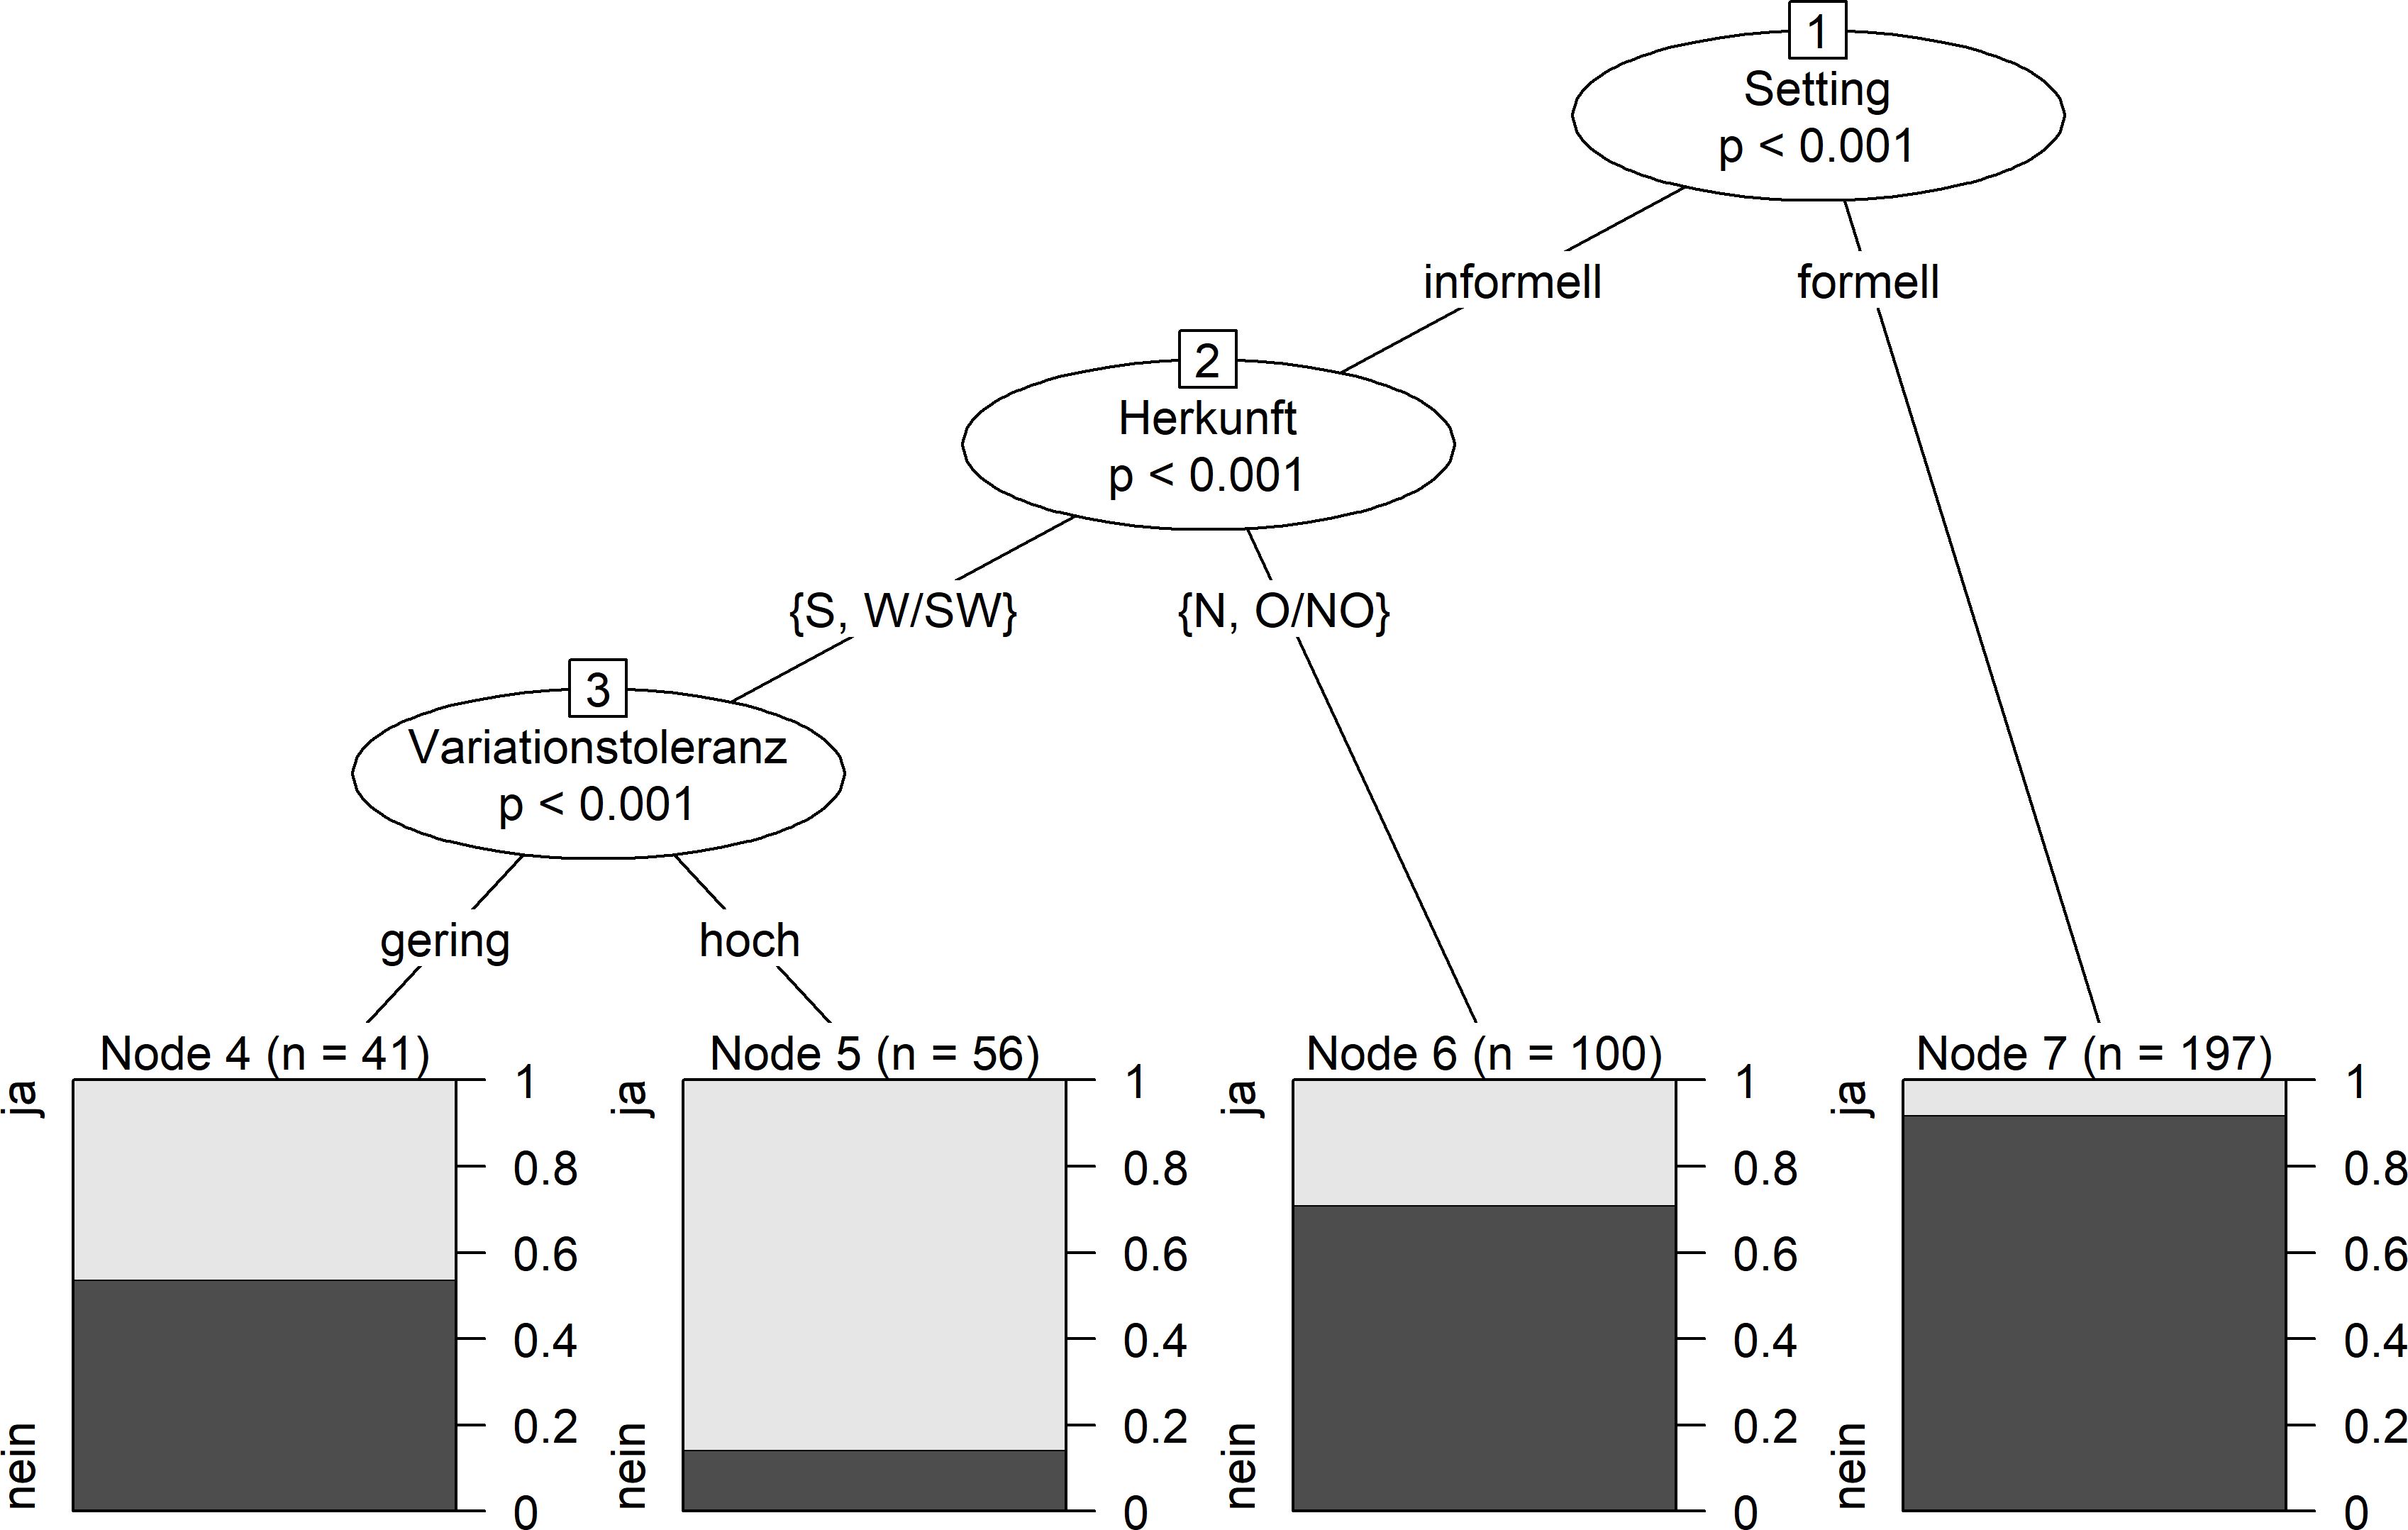 1
Setting
p < 0.001
informell
formell
2
Herkunft
p < 0.001
{S, W/SW}
{N, O/NO}
3
Variationstoleranz
p < 0.001
gering
hoch
Node 4 (n = 41)
ja
nein
1
0.8
0.6
0.4
0.2
0
Node 5 (n = 56)
ja
nein
1
0.8
0.6
0.4
0.2
0
Node 6 (n = 100)
ja
nein
1
0.8
0.6
0.4
0.2
0
Node 7 (n = 197)
ja
nein
1
0.8
0.6
0.4
0.2
0